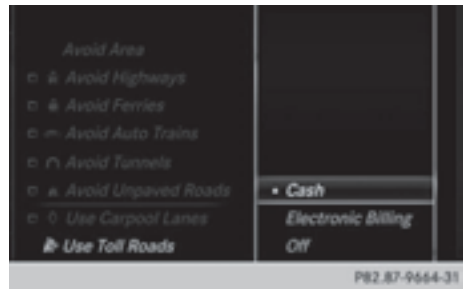 Avoid Area
Avoid Highways
Avoid Ferries
Avoid Auto Trains
Avoid Tunnels
Avoid Unpaved Roads
Use Carpool Lanes
Use Toll Roads
• Cash
Electronic Billing
Off
P82.87-9664-31